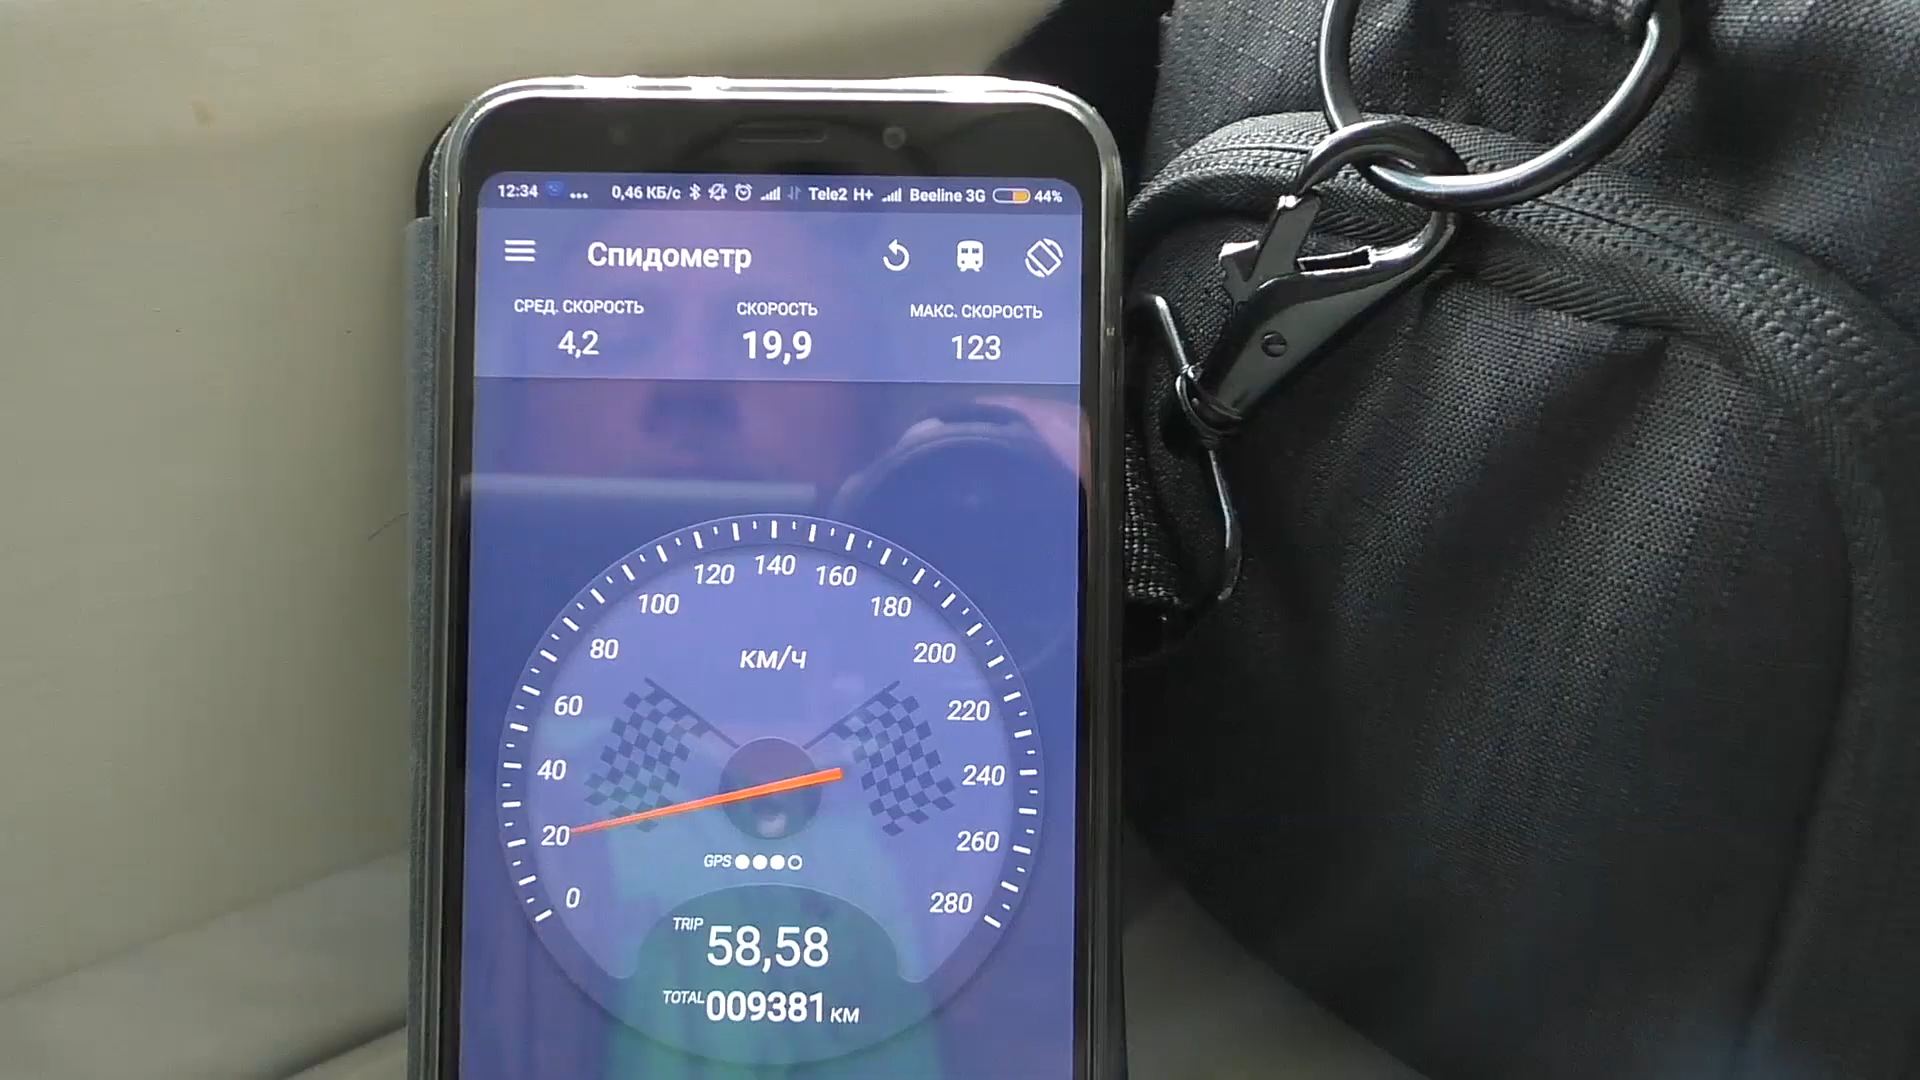 12:34 ... 0,46 КБ/с Tele2 H+ Beeline 3G 44%
Спидометр
СРЕД. СКОРОСТЬ СКОРОСТЬ МАКС. СКОРОСТЬ
4,2 19,9 123
0 20 40 60 80 100 120 140 160 180 200 220 240 260 280
КМ/Ч
GPS
TRIP 58,58
TOTAL 009381 КМ